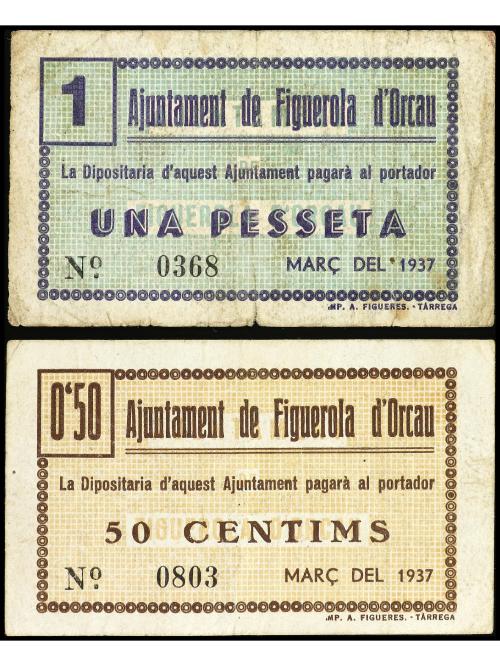 1
Ajuntament de Figuerola d'Orcau
La Dipositaria d'aquest Ajuntament pagarà al portador
UNA PESSETA
Nº. 0368 MARÇ DEL 1937
IMP. A. FIGUERES. - TÀRREGA
0'50
Ajuntament de Figuerola d'Orcau
La Dipositaria d'aquest Ajuntament pagarà al portador
50 CENTIMS
Nº. 0803 MARÇ DEL 1937
IMP. A. FIGUERES. - TÀRREGA